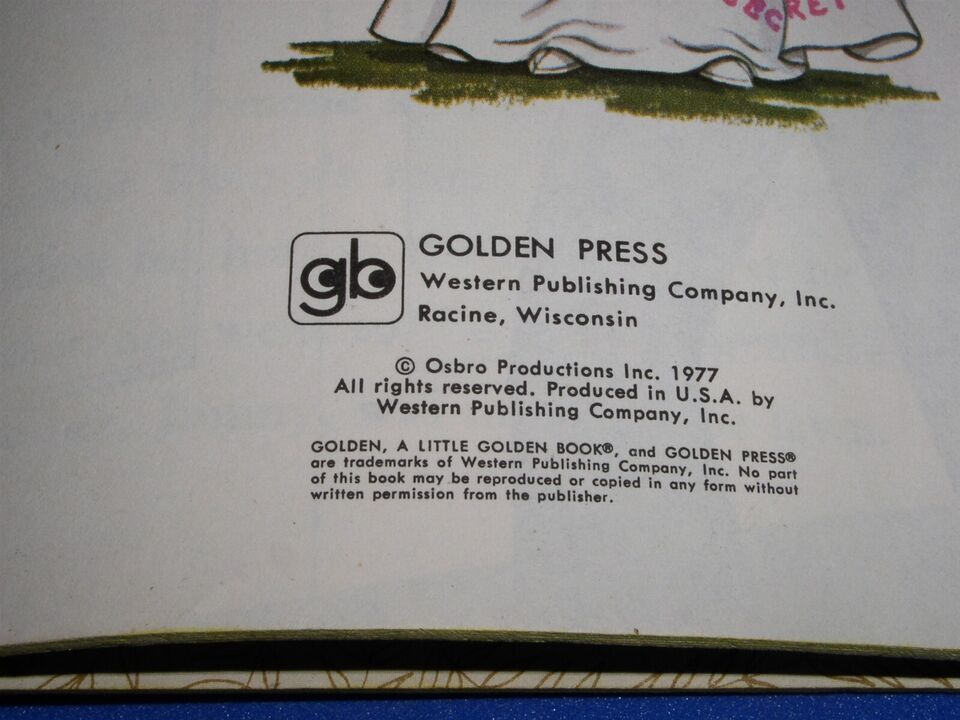 gb
GOLDEN PRESS
Western Publishing Company, Inc.
Racine, Wisconsin
© Osbro Productions Inc. 1977
All rights reserved. Produced in U.S.A. by
Western Publishing Company, Inc.
GOLDEN, A LITTLE GOLDEN BOOK®, and GOLDEN PRESS®
are trademarks of Western Publishing Company, Inc. No part
of this book may be reproduced or copied in any form without
written permission from the publisher.